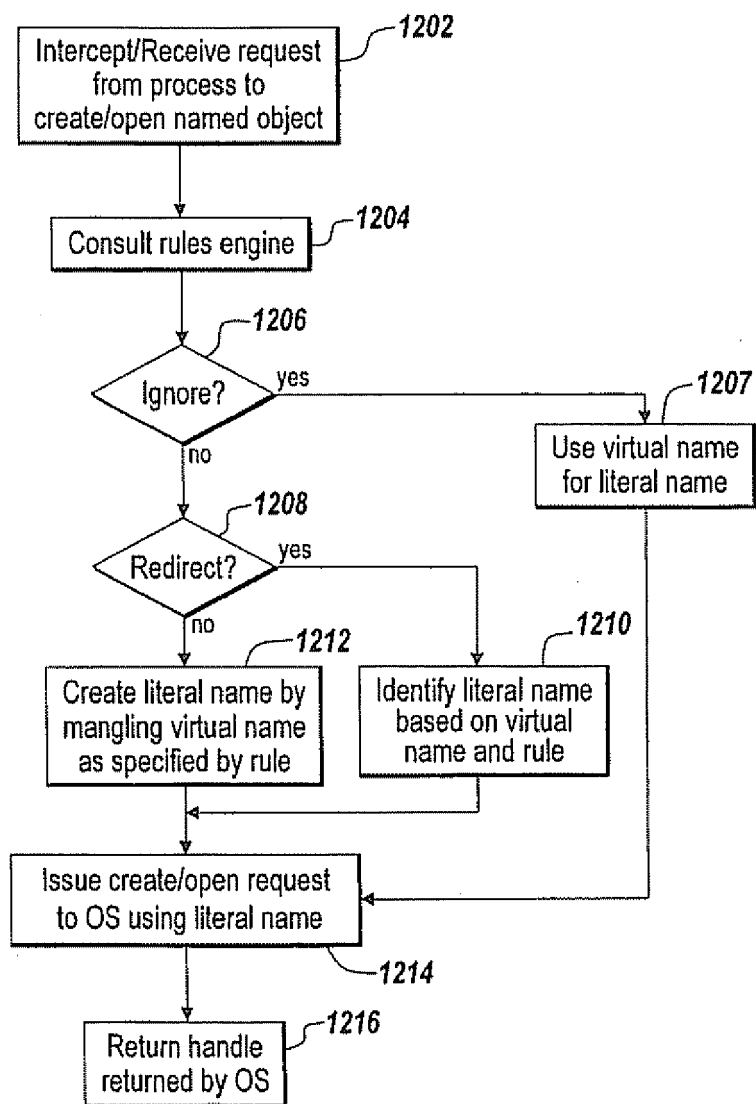 1202
Intercept/Receive request
from process to
create/open named object
1204
Consult rules engine
1206
Ignore?
yes
no
1207
Use virtual name
for literal name
1208
Redirect?
yes
no
1212
Create literal name by
mangling virtual name
as specified by rule
1210
Identify literal name
based on virtual
name and rule
Issue create/open request
to OS using literal name
1214
1216
Return handle
returned by OS